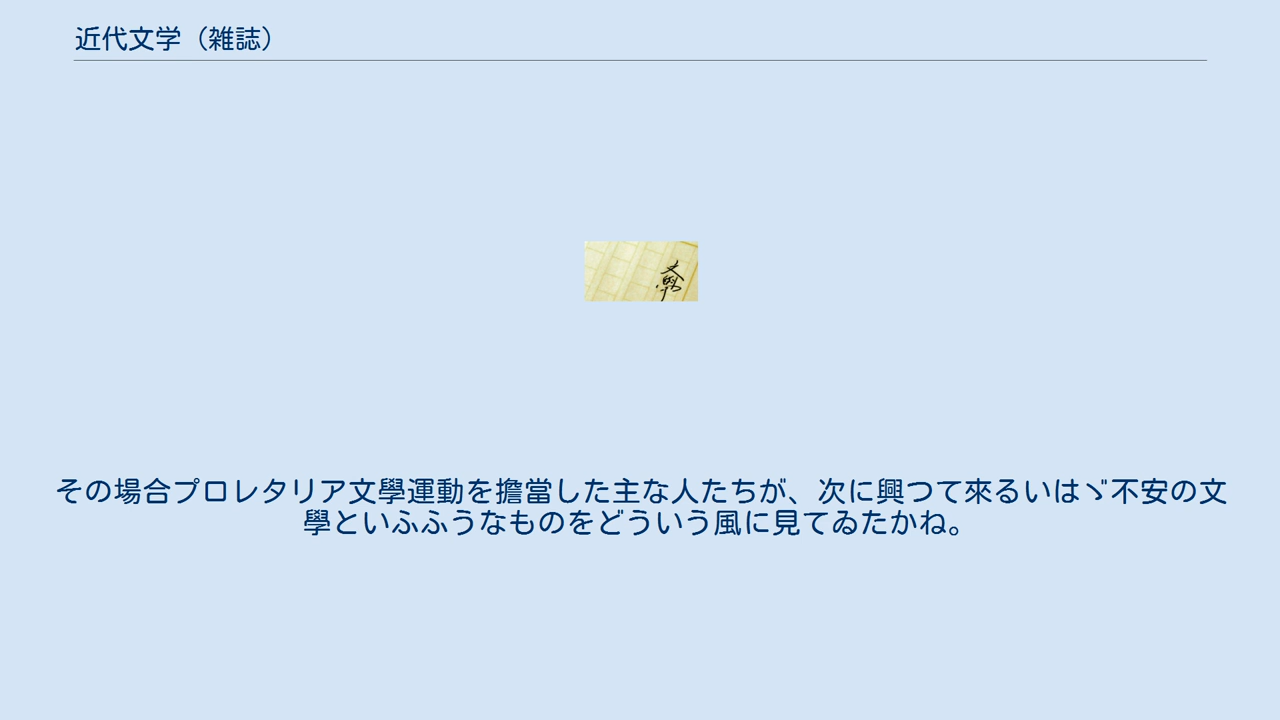 近代文学（雑誌）
文學
その場合プロレタリア文學運動を擔當した主な人たちが、次に興つて來るいはゞ不安の文
學といふふうなものをどういう風に見てゐたかね。